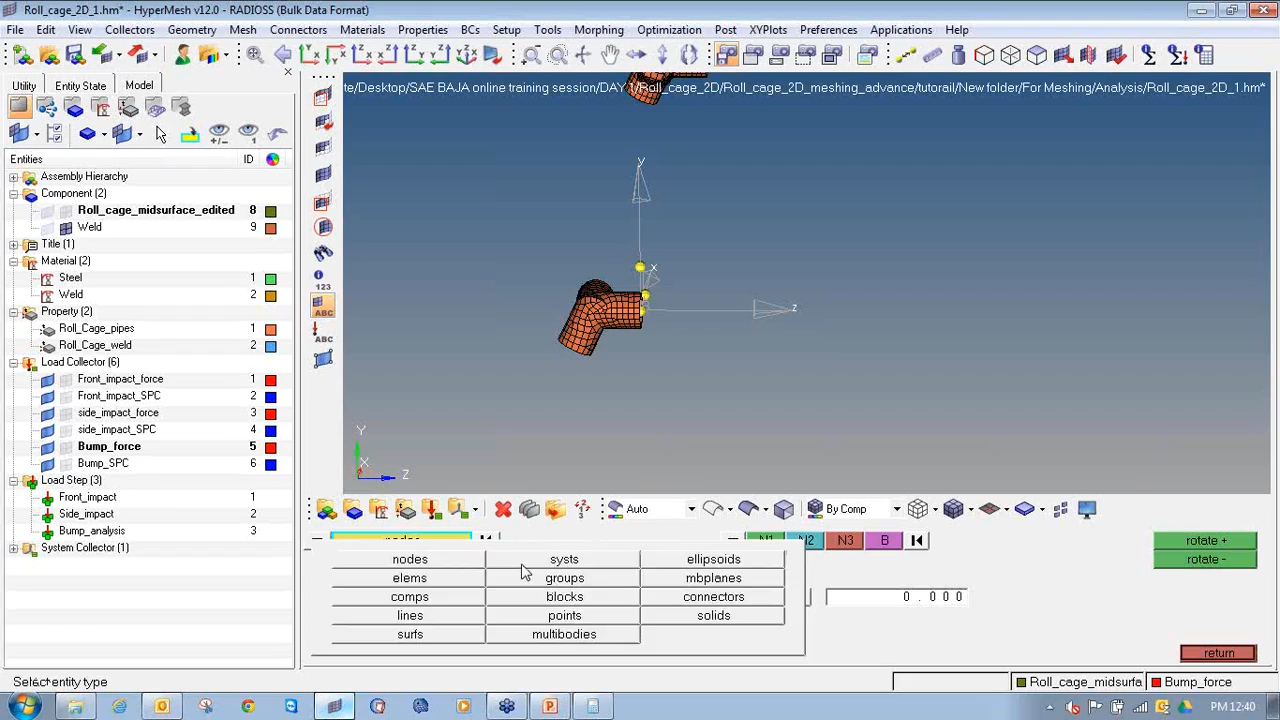 Roll_cage_2D_1.hm* - HyperMesh v12.0 - RADIOSS (Bulk Data Format)
File Edit View Collectors Geometry Mesh Connectors Materials Properties BCs Setup Tools Morphing Optimization Post XYPlots Preferences Applications Help
Utility Entity State Model
te/Desktop/SAE BAJA online training session/DAY 1/Roll_cage_2D/Roll_cage_2D_meshing_advance/tutorail/New folder/For Meshing/Analysis/Roll_cage_2D_1.hm*
Entities ID
Assembly Hierarchy
Component (2)
Roll_cage_midsurface_edited 8
Weld 9
Title (1)
Material (2)
Steel 1
Weld 2
Property (2)
Roll_Cage_pipes 1
Roll_Cage_weld 2
Load Collector (6)
Front_impact_force 1
Front_impact_SPC 2
side_impact_force 3
side_impact_SPC 4
Bump_force 5
Bump_SPC 6
Load Step (3)
Front_impact 1
Side_impact 2
Bump_analysis 3
System Collector (1)
123
ABC
ABC
y
x
z
Y
X
Z
Auto By Comp
nodes N1 N2 N3 B rotate +
rotate -
nodes systs ellipsoids
elems groups mbplanes
comps blocks connectors
lines points solids
surfs multibodies
0.000
return
Select entity type
Roll_cage_midsurfa Bump_force
PM 12:40